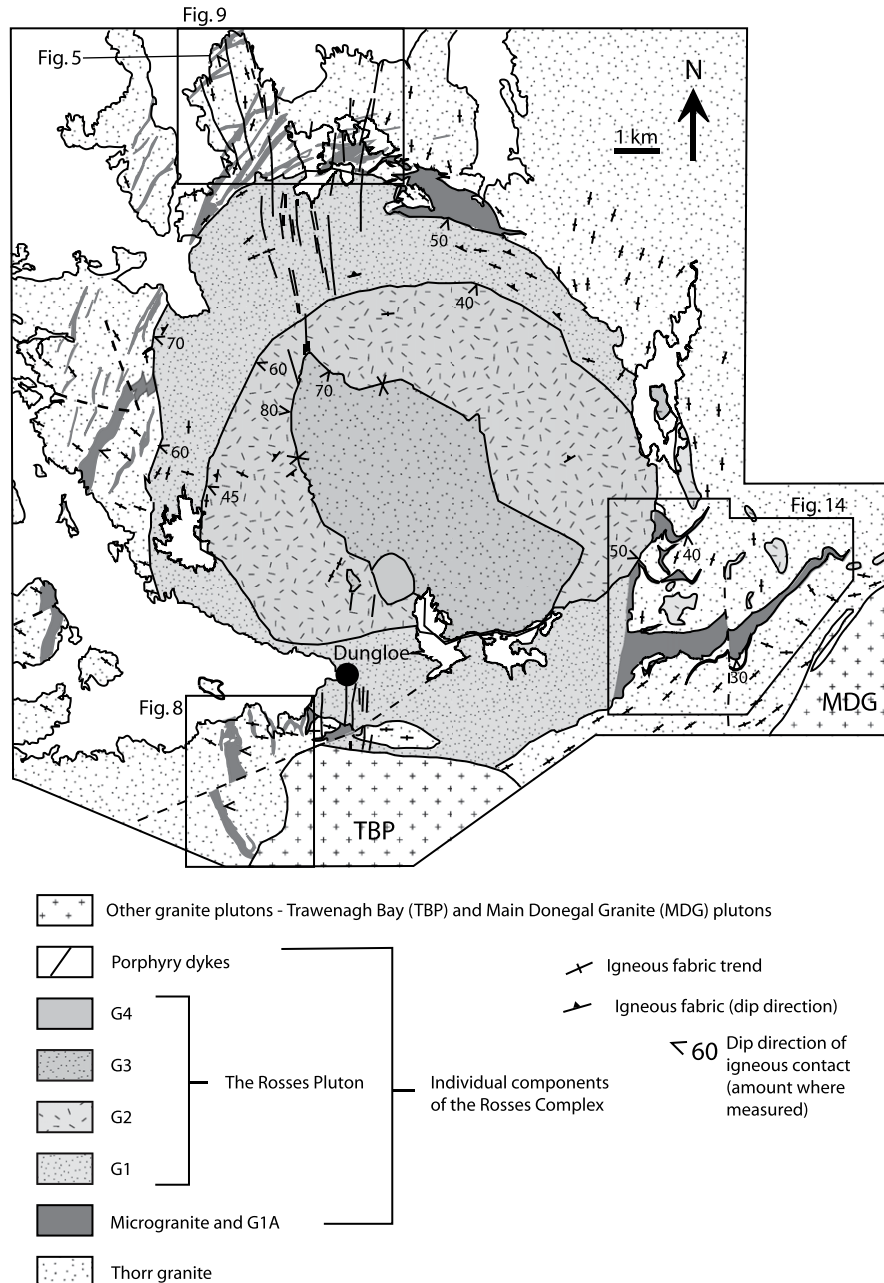 Fig. 9
Fig. 5
N
1 km
50
40
70
60
70
80
60
45
Fig. 14
50
40
Dungloe
30
MDG
Fig. 8
TBP
Other granite plutons - Trawenagh Bay (TBP) and Main Donegal Granite (MDG) plutons
Porphyry dykes
G4
G3
G2
G1
The Rosses Pluton
Individual components
of the Rosses Complex
Microgranite and G1A
Thorr granite
Igneous fabric trend
Igneous fabric (dip direction)
60
Dip direction of
igneous contact
(amount where
measured)